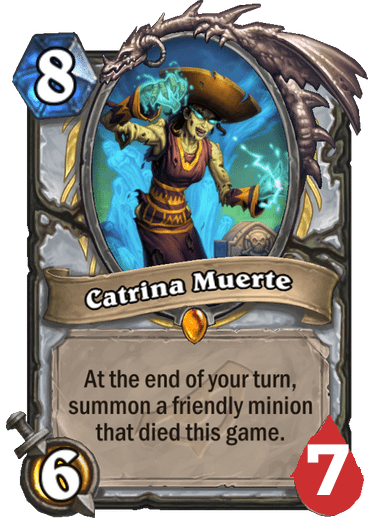 8
Catrina Muerte
At the end of your turn,
summon a friendly minion
that died this game.
6
7